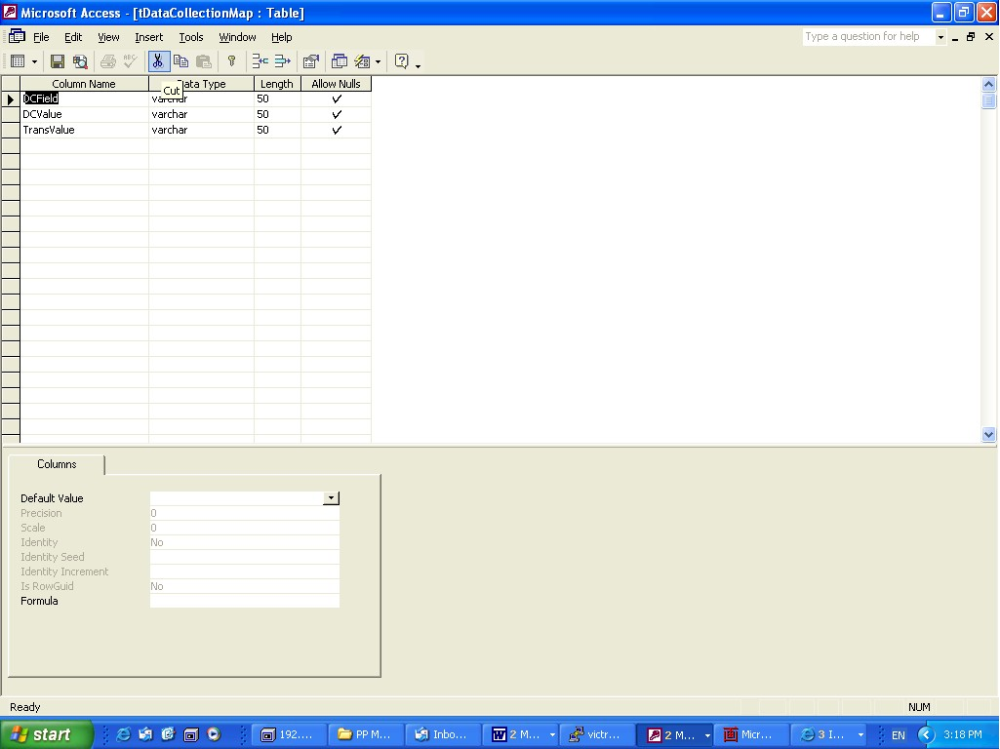 Microsoft Access - [tDataCollectionMap : Table]
File Edit View Insert Tools Window Help
Type a question for help
Column Name Data Type Length Allow Nulls
Cut
DCField varchar 50
DCValue varchar 50
TransValue varchar 50
Columns
Default Value
Precision 0
Scale 0
Identity No
Identity Seed
Identity Increment
Is RowGuid No
Formula
Ready NUM
start 192.... PP M... Inbo... 2 M... victr... 2 M... Micr... 3 I... EN 3:18 PM